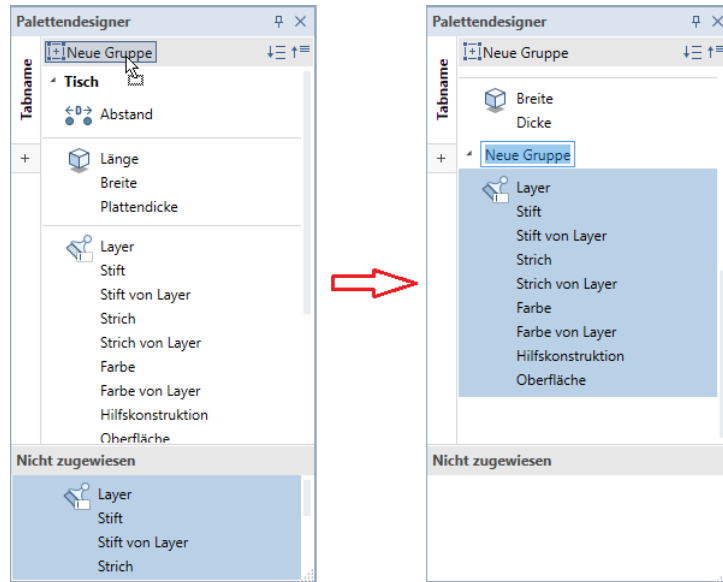 Palettendesigner
Neue Gruppe
Tabname
Tisch
Abstand
Länge
Breite
Plattendicke
Layer
Stift
Stift von Layer
Strich
Strich von Layer
Farbe
Farbe von Layer
Hilfskonstruktion
Oberfläche
Nicht zugewiesen
Layer
Stift
Stift von Layer
Strich
Palettendesigner
Neue Gruppe
Tabname
Breite
Dicke
Neue Gruppe
Layer
Stift
Stift von Layer
Strich
Strich von Layer
Farbe
Farbe von Layer
Hilfskonstruktion
Oberfläche
Nicht zugewiesen